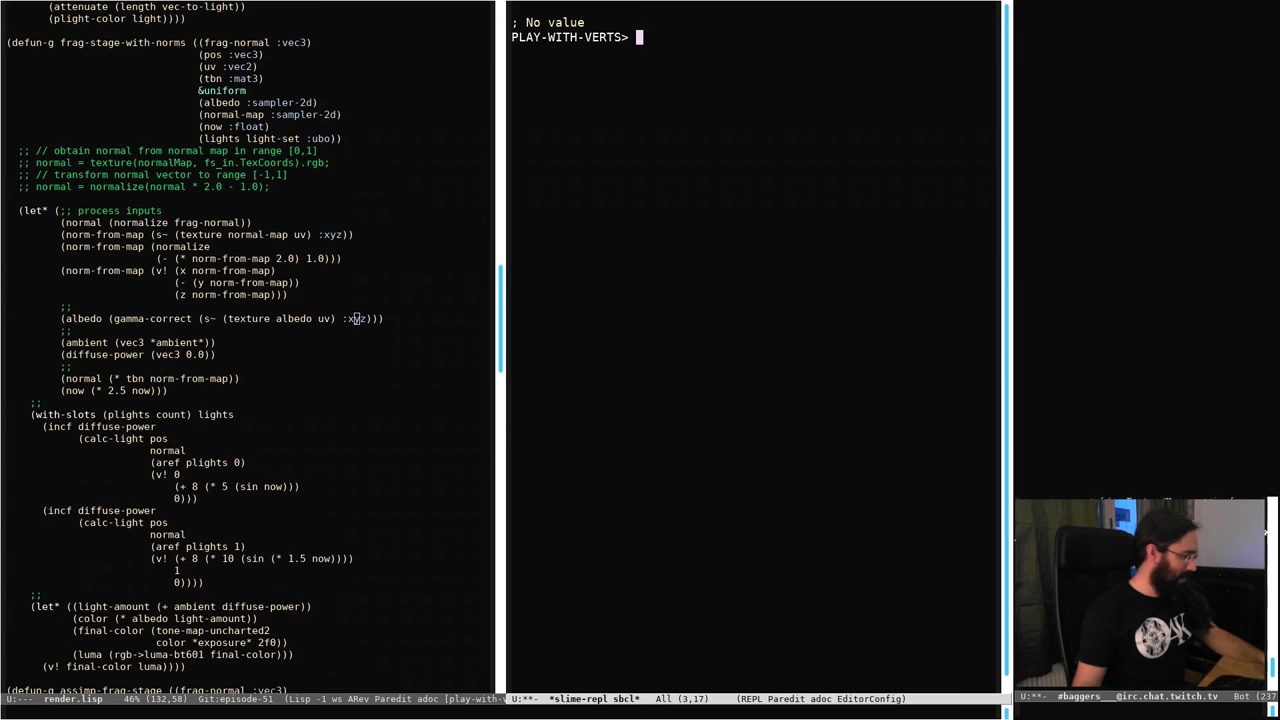 (attenuate (length vec-to-light))
(plight-color light))))
(defun-g frag-stage-with-norms ((frag-normal :vec3)
(pos :vec3)
(uv :vec2)
(tbn :mat3)
&uniform
(albedo :sampler-2d)
(normal-map :sampler-2d)
(now :float)
(lights light-set :ubo))
;; // obtain normal from normal map in range [0,1]
;; normal = texture(normalMap, fs_in.TexCoords).rgb;
;; // transform normal vector to range [-1,1]
;; normal = normalize(normal * 2.0 - 1.0);
(let* (;; process inputs
(normal (normalize frag-normal))
(norm-from-map (s~ (texture normal-map uv) :xyz))
(norm-from-map (normalize
(- (* norm-from-map 2.0) 1.0)))
(norm-from-map (v! (x norm-from-map)
(- (y norm-from-map))
(z norm-from-map)))
;;
(albedo (gamma-correct (s~ (texture albedo uv) :xyz)))
;;
(ambient (vec3 *ambient*))
(diffuse-power (vec3 0.0))
;;
(normal (* tbn norm-from-map))
(now (* 2.5 now)))
;;
(with-slots (plights count) lights
(incf diffuse-power
(calc-light pos
normal
(aref plights 0)
(v! 0
(+ 8 (* 5 (sin now)))
0)))
(incf diffuse-power
(calc-light pos
normal
(aref plights 1)
(v! (+ 8 (* 10 (sin (* 1.5 now))))
1
0))))
;;
(let* ((light-amount (+ ambient diffuse-power))
(color (* albedo light-amount))
(final-color (tone-map-uncharted2
color *exposure* 2f0))
(luma (rgb->luma-bt601 final-color)))
(v! final-color luma))))
(defun-g assimp-frag-stage ((frag-normal :vec3)
U:---  render.lisp    46% (132,58)  Git:episode-51  (Lisp -1 ws ARev Paredit adoc [play-with-v
; No value
PLAY-WITH-VERTS>
U:**-  *slime-repl sbcl*   All (3,17)     (REPL Paredit adoc EditorConfig)
U:**-  #baggers___@irc.chat.twitch.tv   Bot (237